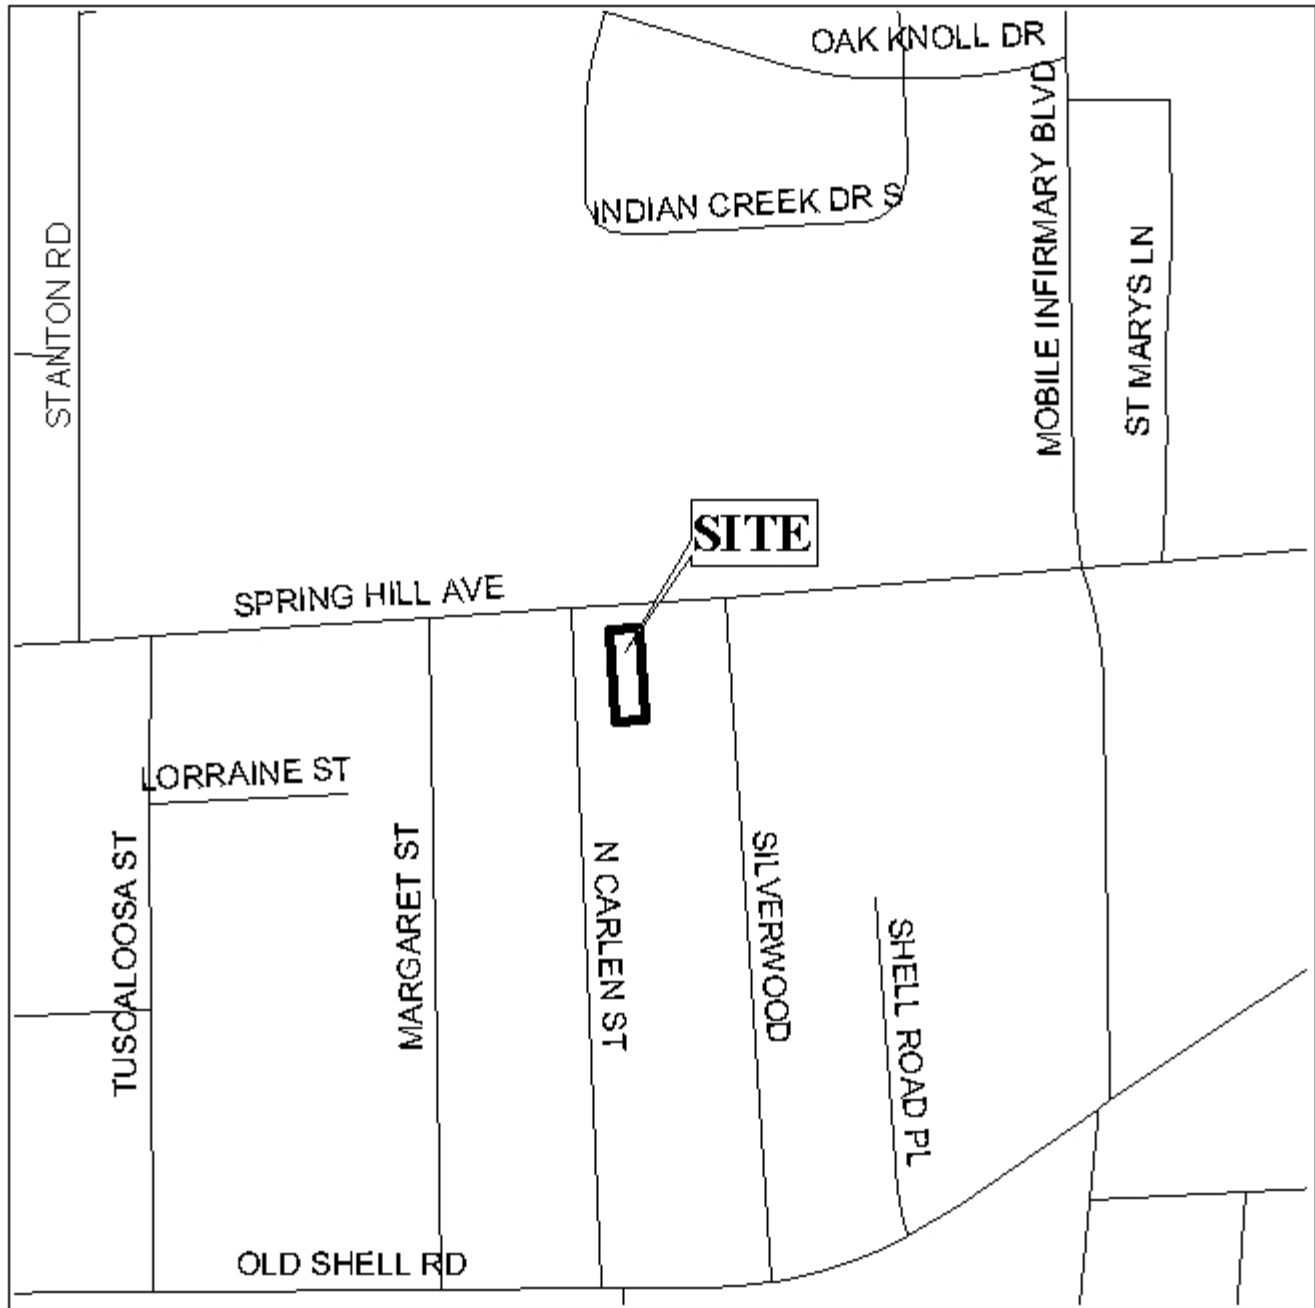 OAK KNOLL DR
INDIAN CREEK DR S
MOBILE INFIRMARY BLVD
ST MARYS LN
STANTON RD
SITE
SPRING HILL AVE
LORRAINE ST
TUSCALOOSA ST
MARGARET ST
N CARLEN ST
SILVERWOOD
SHELL ROAD PL
OLD SHELL RD